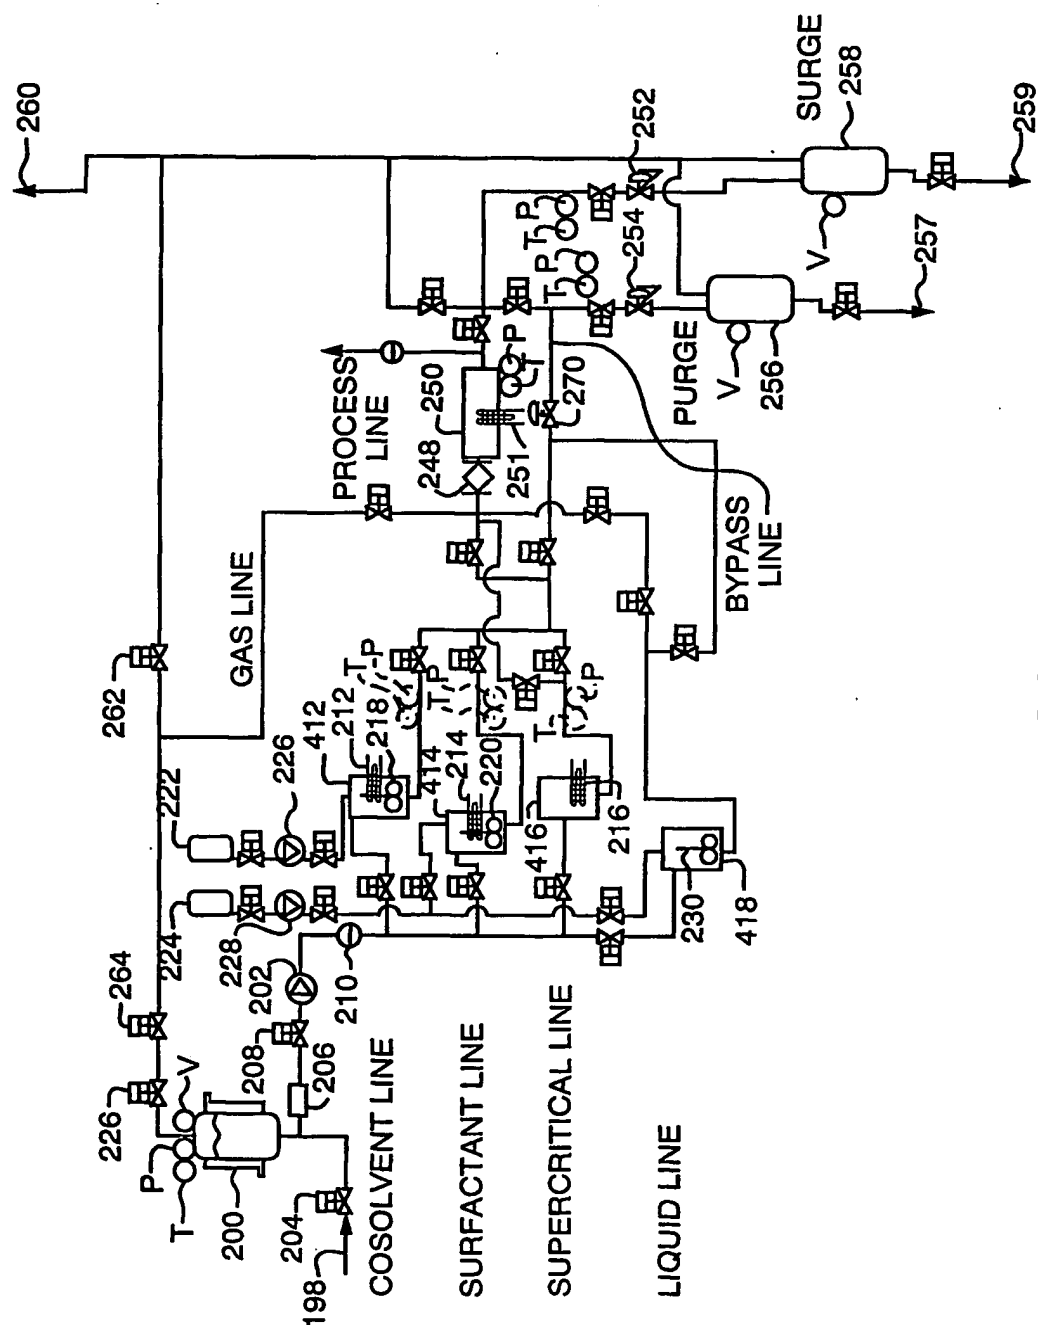 260
262
264
226
V
P
T
200
204
198
208
206
202
210
228
224
222
226
412
212
218
T
P
414
214
220
T
P
416
216
T
P
230
418
GAS LINE
PROCESS
LINE
248
250
251
P
T
270
BYPASS
LINE
T
P
T
P
254
252
PURGE
V
256
257
SURGE
258
V
259
COSOLVENT LINE
SURFACTANT LINE
SUPERCRITICAL LINE
LIQUID LINE